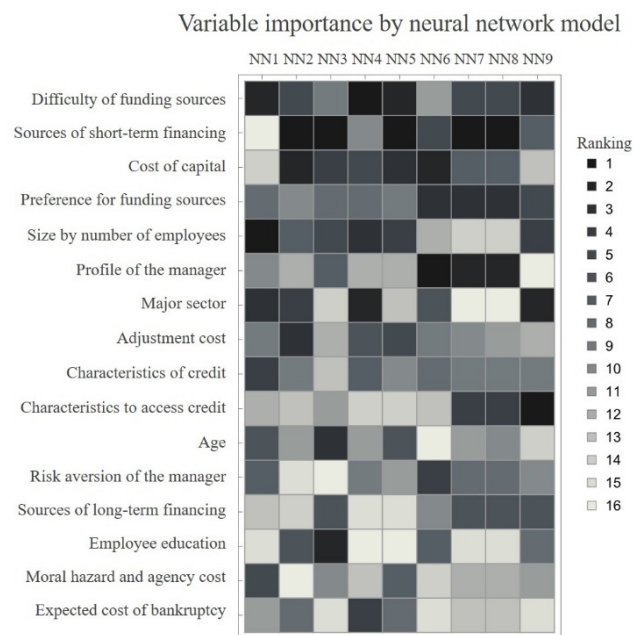 Variable importance by neural network model
NN1 NN2 NN3 NN4 NN5 NN6 NN7 NN8 NN9
Difficulty of funding sources
Sources of short-term financing
Cost of capital
Preference for funding sources
Size by number of employees
Profile of the manager
Major sector
Adjustment cost
Characteristics of credit
Characteristics to access credit
Age
Risk aversion of the manager
Sources of long-term financing
Employee education
Moral hazard and agency cost
Expected cost of bankruptcy
Ranking
1
2
3
4
5
6
7
8
9
10
11
12
13
14
15
16